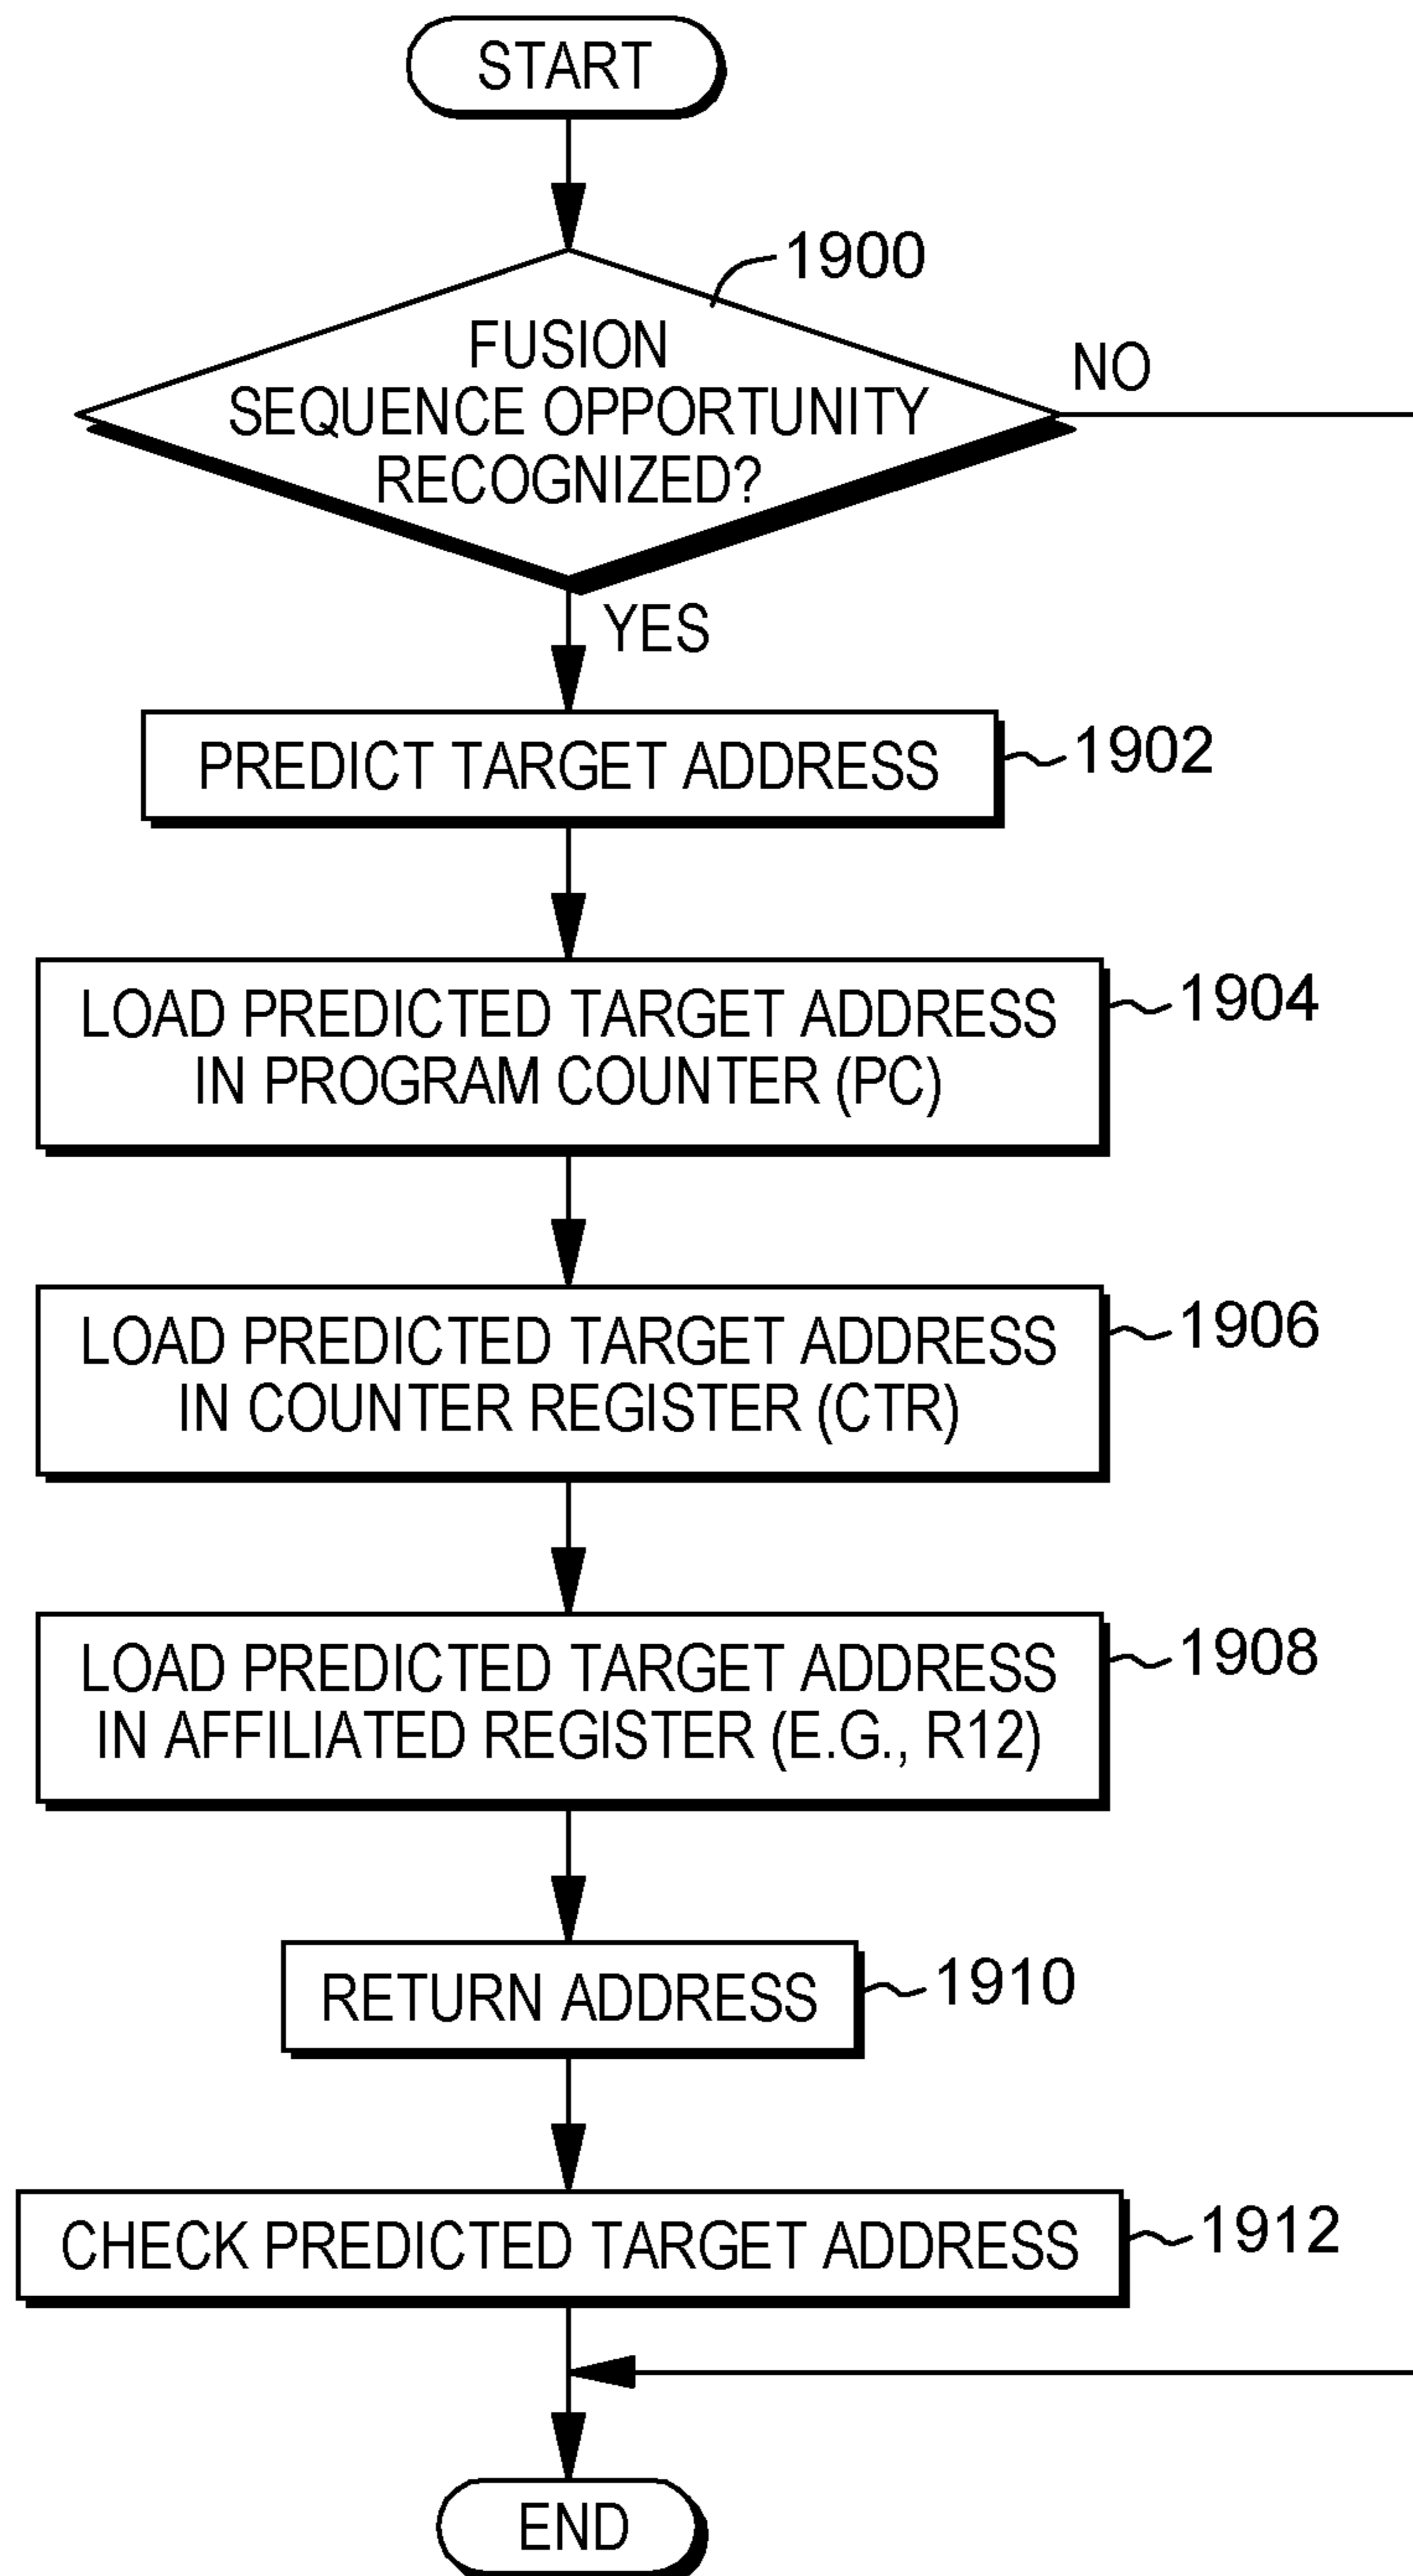 START
1900
FUSION
SEQUENCE OPPORTUNITY
RECOGNIZED?
NO
YES
PREDICT TARGET ADDRESS
1902
LOAD PREDICTED TARGET ADDRESS
IN PROGRAM COUNTER (PC)
1904
LOAD PREDICTED TARGET ADDRESS
IN COUNTER REGISTER (CTR)
1906
LOAD PREDICTED TARGET ADDRESS
IN AFFILIATED REGISTER (E.G., R12)
1908
RETURN ADDRESS
1910
CHECK PREDICTED TARGET ADDRESS
1912
END